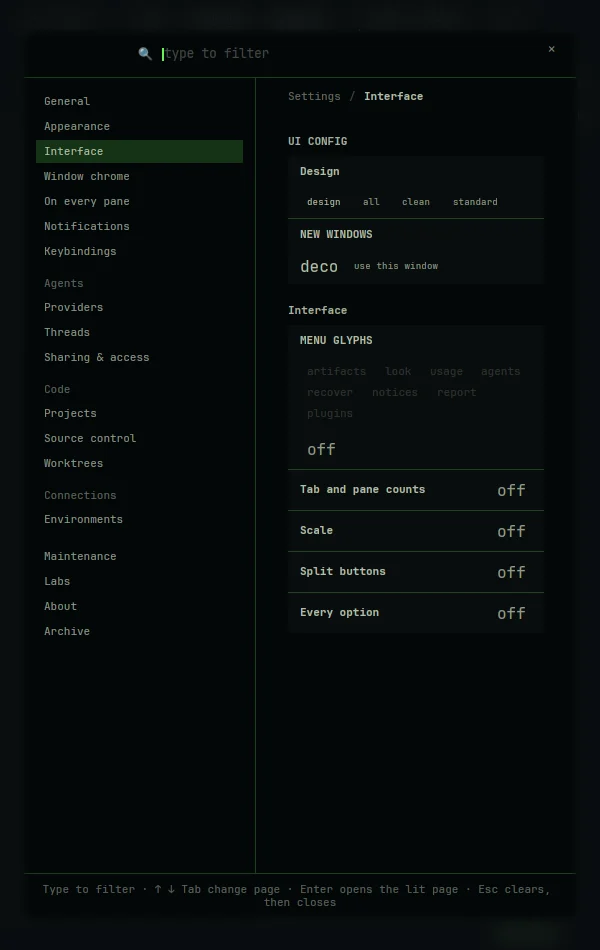 type to filter
×
General
Appearance
Interface
Window chrome
On every pane
Notifications
Keybindings
Agents
Providers
Threads
Sharing & access
Code
Projects
Source control
Worktrees
Connections
Environments
Maintenance
Labs
About
Archive
Settings / Interface
UI CONFIG
Design
design all clean standard
NEW WINDOWS
deco use this window
Interface
MENU GLYPHS
artifacts look usage agents
recover notices report
plugins
off
Tab and pane counts off
Scale off
Split buttons off
Every option off
Type to filter · ↑ ↓ Tab change page · Enter opens the lit page · Esc clears,
then closes